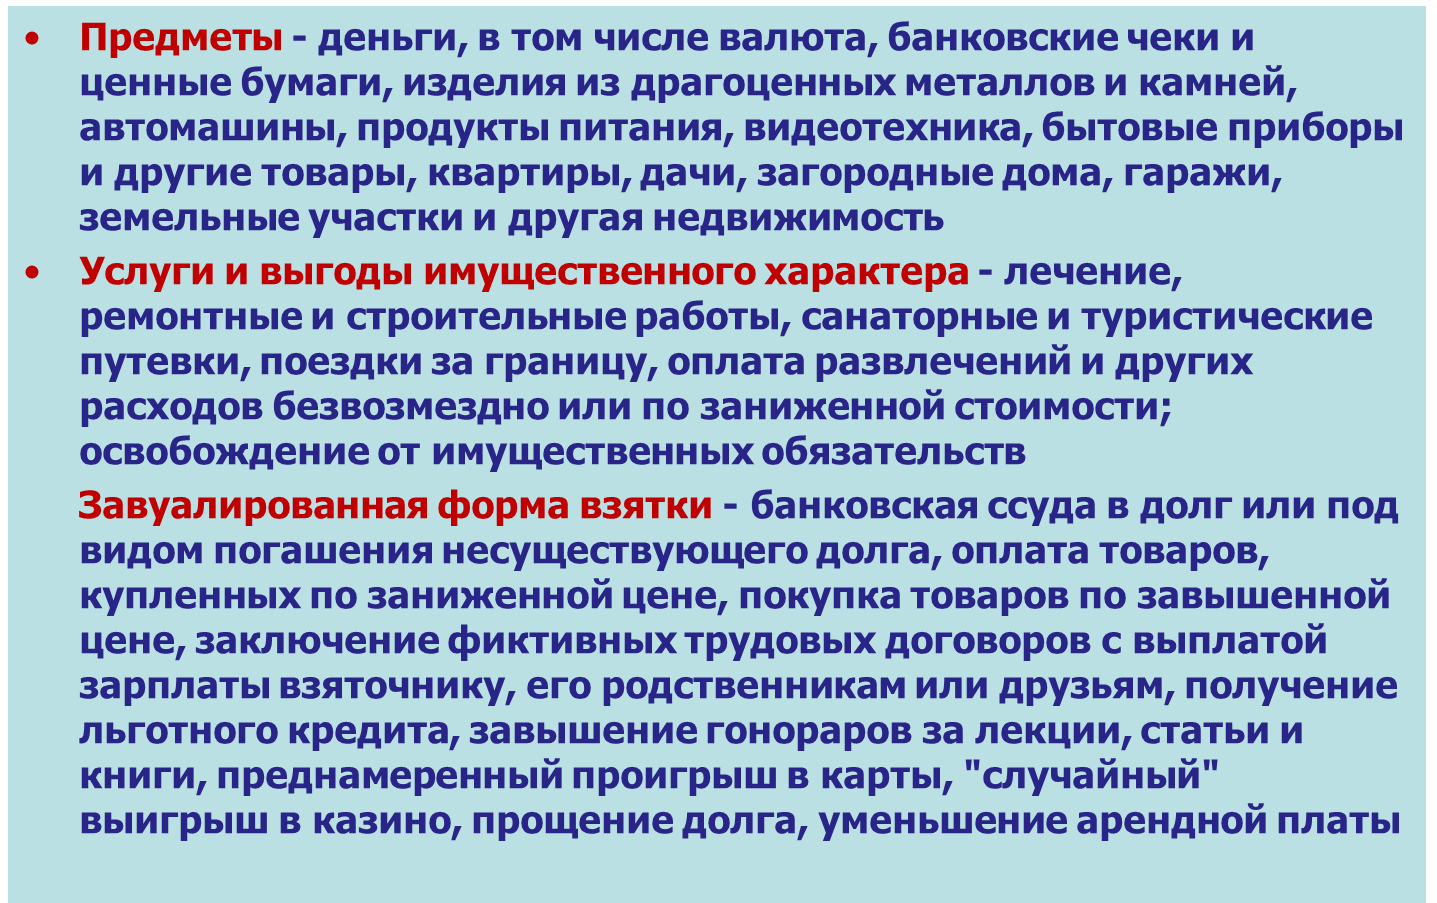 • Предметы - деньги, в том числе валюта, банковские чеки и
ценные бумаги, изделия из драгоценных металлов и камней,
автомашины, продукты питания, видеотехника, бытовые приборы
и другие товары, квартиры, дачи, загородные дома, гаражи,
земельные участки и другая недвижимость
• Услуги и выгоды имущественного характера - лечение,
ремонтные и строительные работы, санаторные и туристические
путевки, поездки за границу, оплата развлечений и других
расходов безвозмездно или по заниженной стоимости;
освобождение от имущественных обязательств
Завуалированная форма взятки - банковская ссуда в долг или под
видом погашения несуществующего долга, оплата товаров,
купленных по заниженной цене, покупка товаров по завышенной
цене, заключение фиктивных трудовых договоров с выплатой
зарплаты взяточнику, его родственникам или друзьям, получение
льготного кредита, завышение гонораров за лекции, статьи и
книги, преднамеренный проигрыш в карты, "случайный"
выигрыш в казино, прощение долга, уменьшение арендной платы